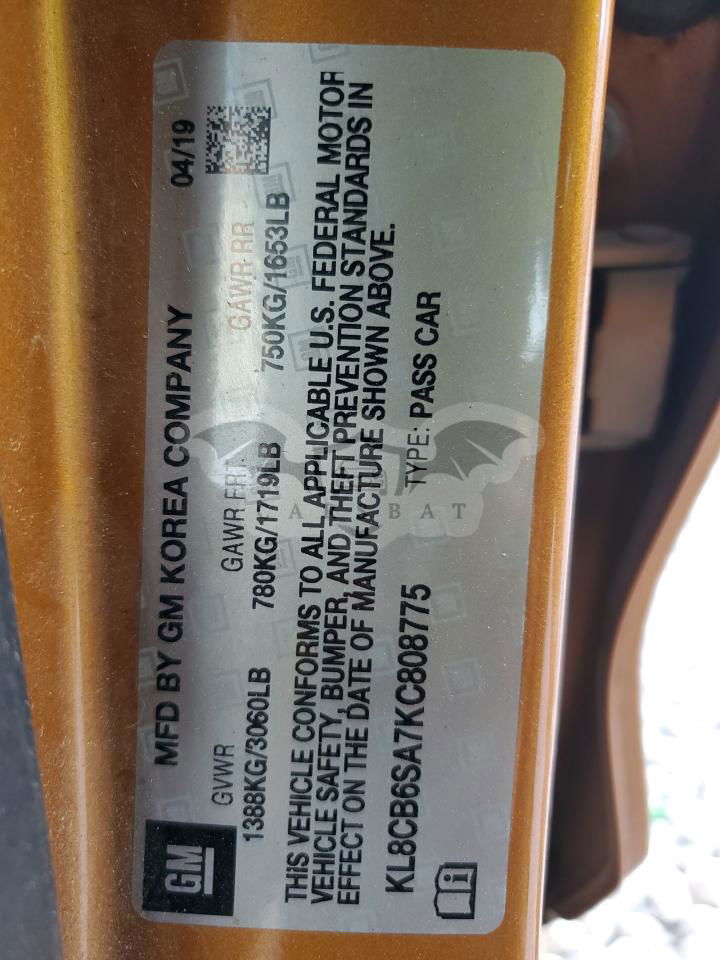 GM
MFD BY GM KOREA COMPANY 04/19
GVWR GAWR FRT GAWR RR
1388KG/3060LB 780KG/1719LB 750KG/1653LB
THIS VEHICLE CONFORMS TO ALL APPLICABLE U.S. FEDERAL MOTOR
VEHICLE SAFETY, BUMPER, AND THEFT PREVENTION STANDARDS IN
EFFECT ON THE DATE OF MANUFACTURE SHOWN ABOVE.
KL8CB6SA7KC808775 TYPE: PASS CAR
BAT